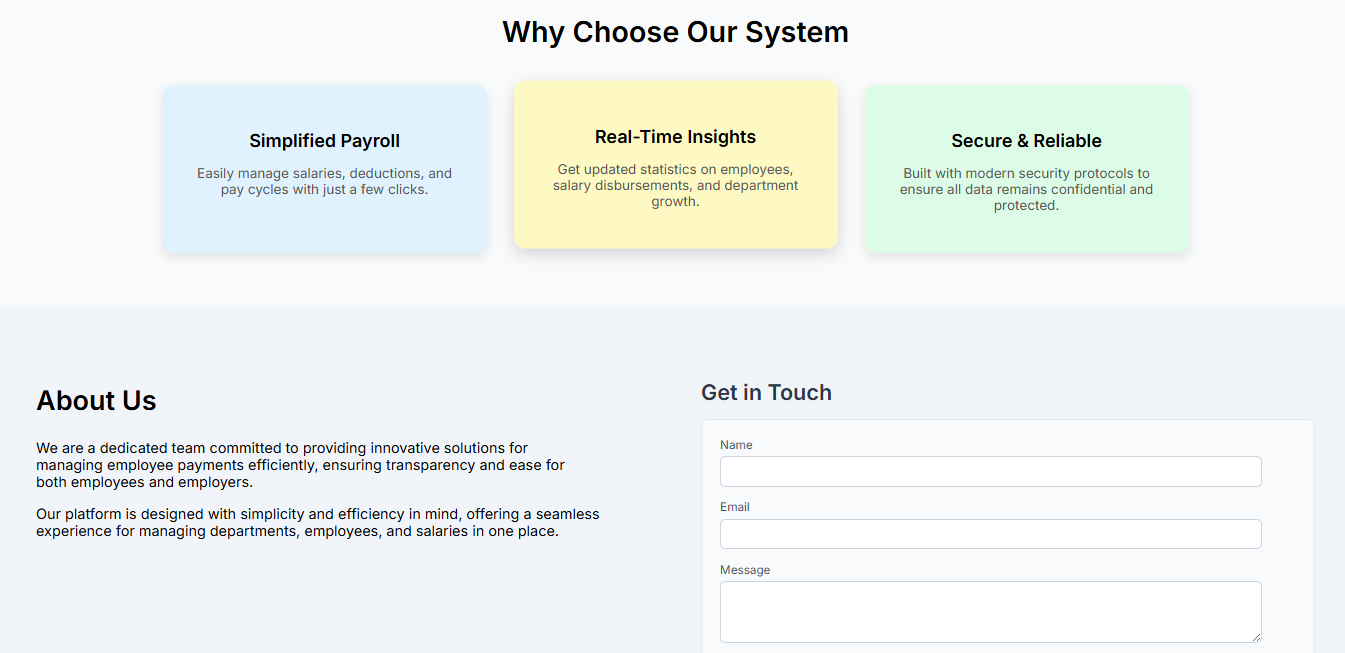 Why Choose Our System
Simplified Payroll
Easily manage salaries, deductions, and
pay cycles with just a few clicks.
Real-Time Insights
Get updated statistics on employees,
salary disbursements, and department
growth.
Secure & Reliable
Built with modern security protocols to
ensure all data remains confidential and
protected.
About Us
We are a dedicated team committed to providing innovative solutions for
managing employee payments efficiently, ensuring transparency and ease for
both employees and employers.
Our platform is designed with simplicity and efficiency in mind, offering a seamless
experience for managing departments, employees, and salaries in one place.
Get in Touch
Name
Email
Message